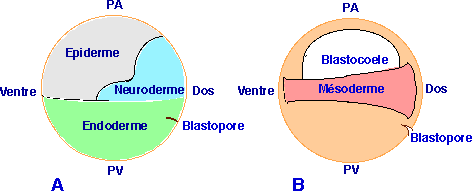 PA
Epiderme
Ventre
Neuroderme
Dos
Endoderme
Blastopore
PV
A
PA
Blastocoele
Ventre
Mésoderme
Dos
Blastopore
PV
B